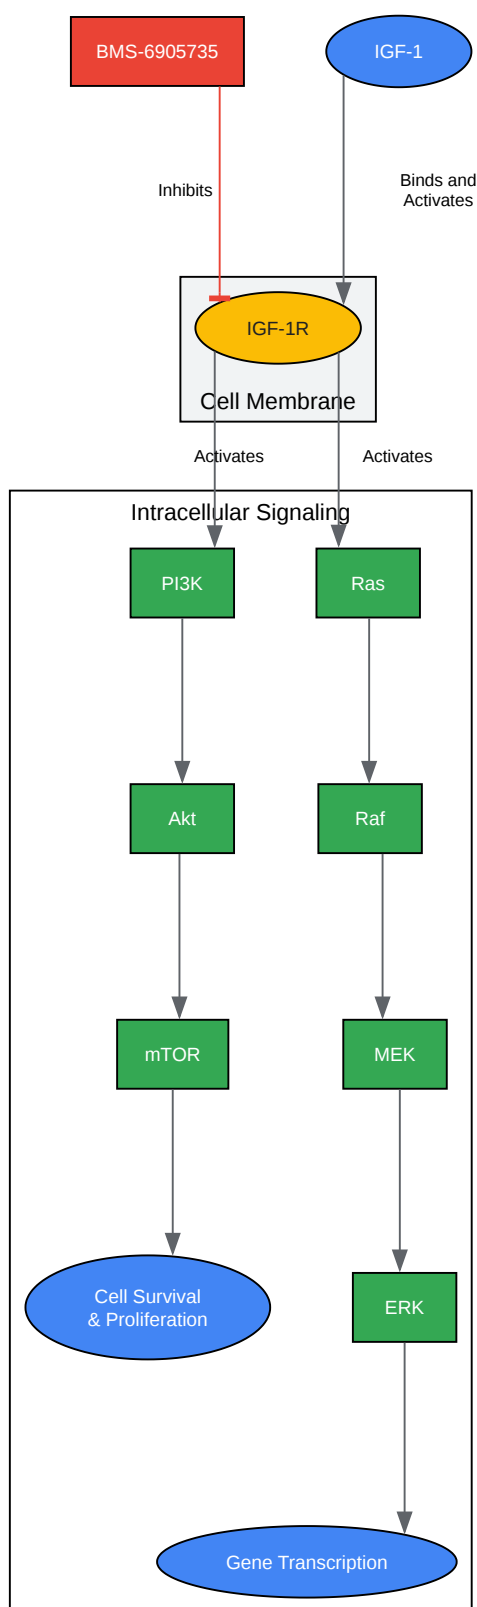 BMS-6905735
IGF-1
Inhibits
Binds and
Activates
IGF-1R
Cell Membrane
Activates
Activates
Intracellular Signaling
PI3K
Ras
Akt
Raf
mTOR
MEK
Cell Survival
& Proliferation
ERK
Gene Transcription